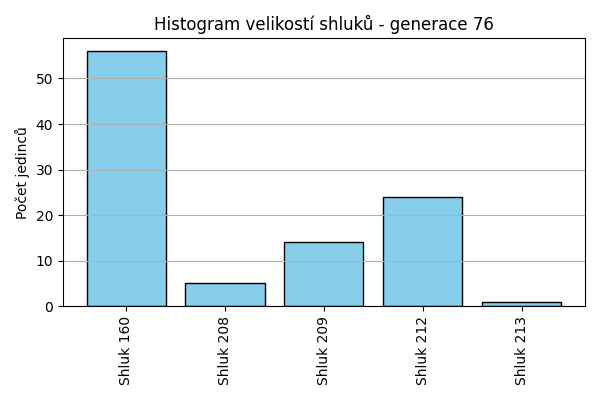 Histogram velikostí shluků - generace 76
Počet jedinců
50
40
30
20
10
0
Shluk 160
Shluk 208
Shluk 209
Shluk 212
Shluk 213